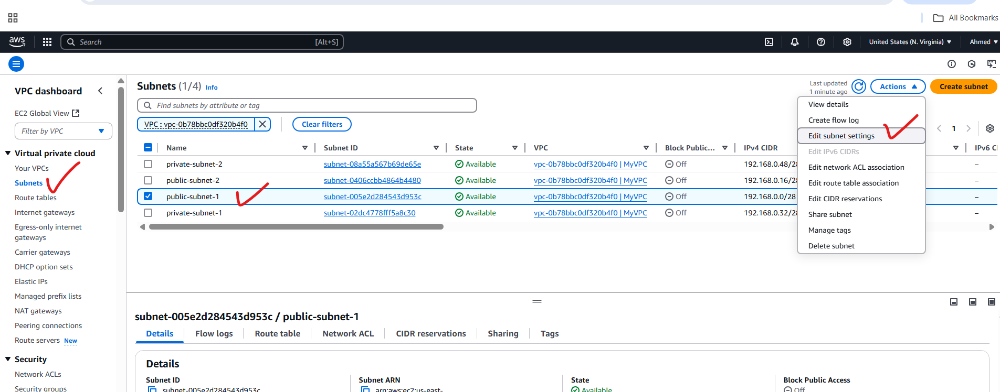 All Bookmarks
aws
Search [Alt+S] United States (N. Virginia) Ahmed
VPC dashboard
EC2 Global View
Filter by VPC
Virtual private cloud
Your VPCs
Subnets
Route tables
Internet gateways
Egress-only internet
gateways
Carrier gateways
DHCP option sets
Elastic IPs
Managed prefix lists
NAT gateways
Peering connections
Route servers New
Security
Network ACLs
Security groups
Subnets (1/4) Info
Last updated
1 minute ago
Actions Create subnet
Find subnets by attribute or tag
VPC : vpc-0b78bbc0df320b4f0 Clear filters
1
View details
Create flow log
Edit subnet settings
Edit IPv6 CIDRs
Edit network ACL association
Edit route table association
Edit CIDR reservations
Share subnet
Manage tags
Delete subnet
Name Subnet ID State VPC Block Public... IPv4 CIDR IPv6 CI
private-subnet-2 subnet-08a55a567b69de65e Available vpc-0b78bbc0df320b4f0 | MyVPC Off 192.168.0.48/28 –
public-subnet-2 subnet-0406ccbb4864b4480 Available vpc-0b78bbc0df320b4f0 | MyVPC Off 192.168.0.16/28 –
public-subnet-1 subnet-005e2d284543d953c Available vpc-0b78bbc0df320b4f0 | MyVPC Off 192.168.0.0/28 –
private-subnet-1 subnet-02dc4778fff5a8c30 Available vpc-0b78bbc0df320b4f0 | MyVPC Off 192.168.0.32/28 –
subnet-005e2d284543d953c / public-subnet-1
Details Flow logs Route table Network ACL CIDR reservations Sharing Tags
Details
Subnet ID Subnet ARN State Block Public Access
subnet-005e2d284543d953c arn:aws:ec2:us-east- Available Off